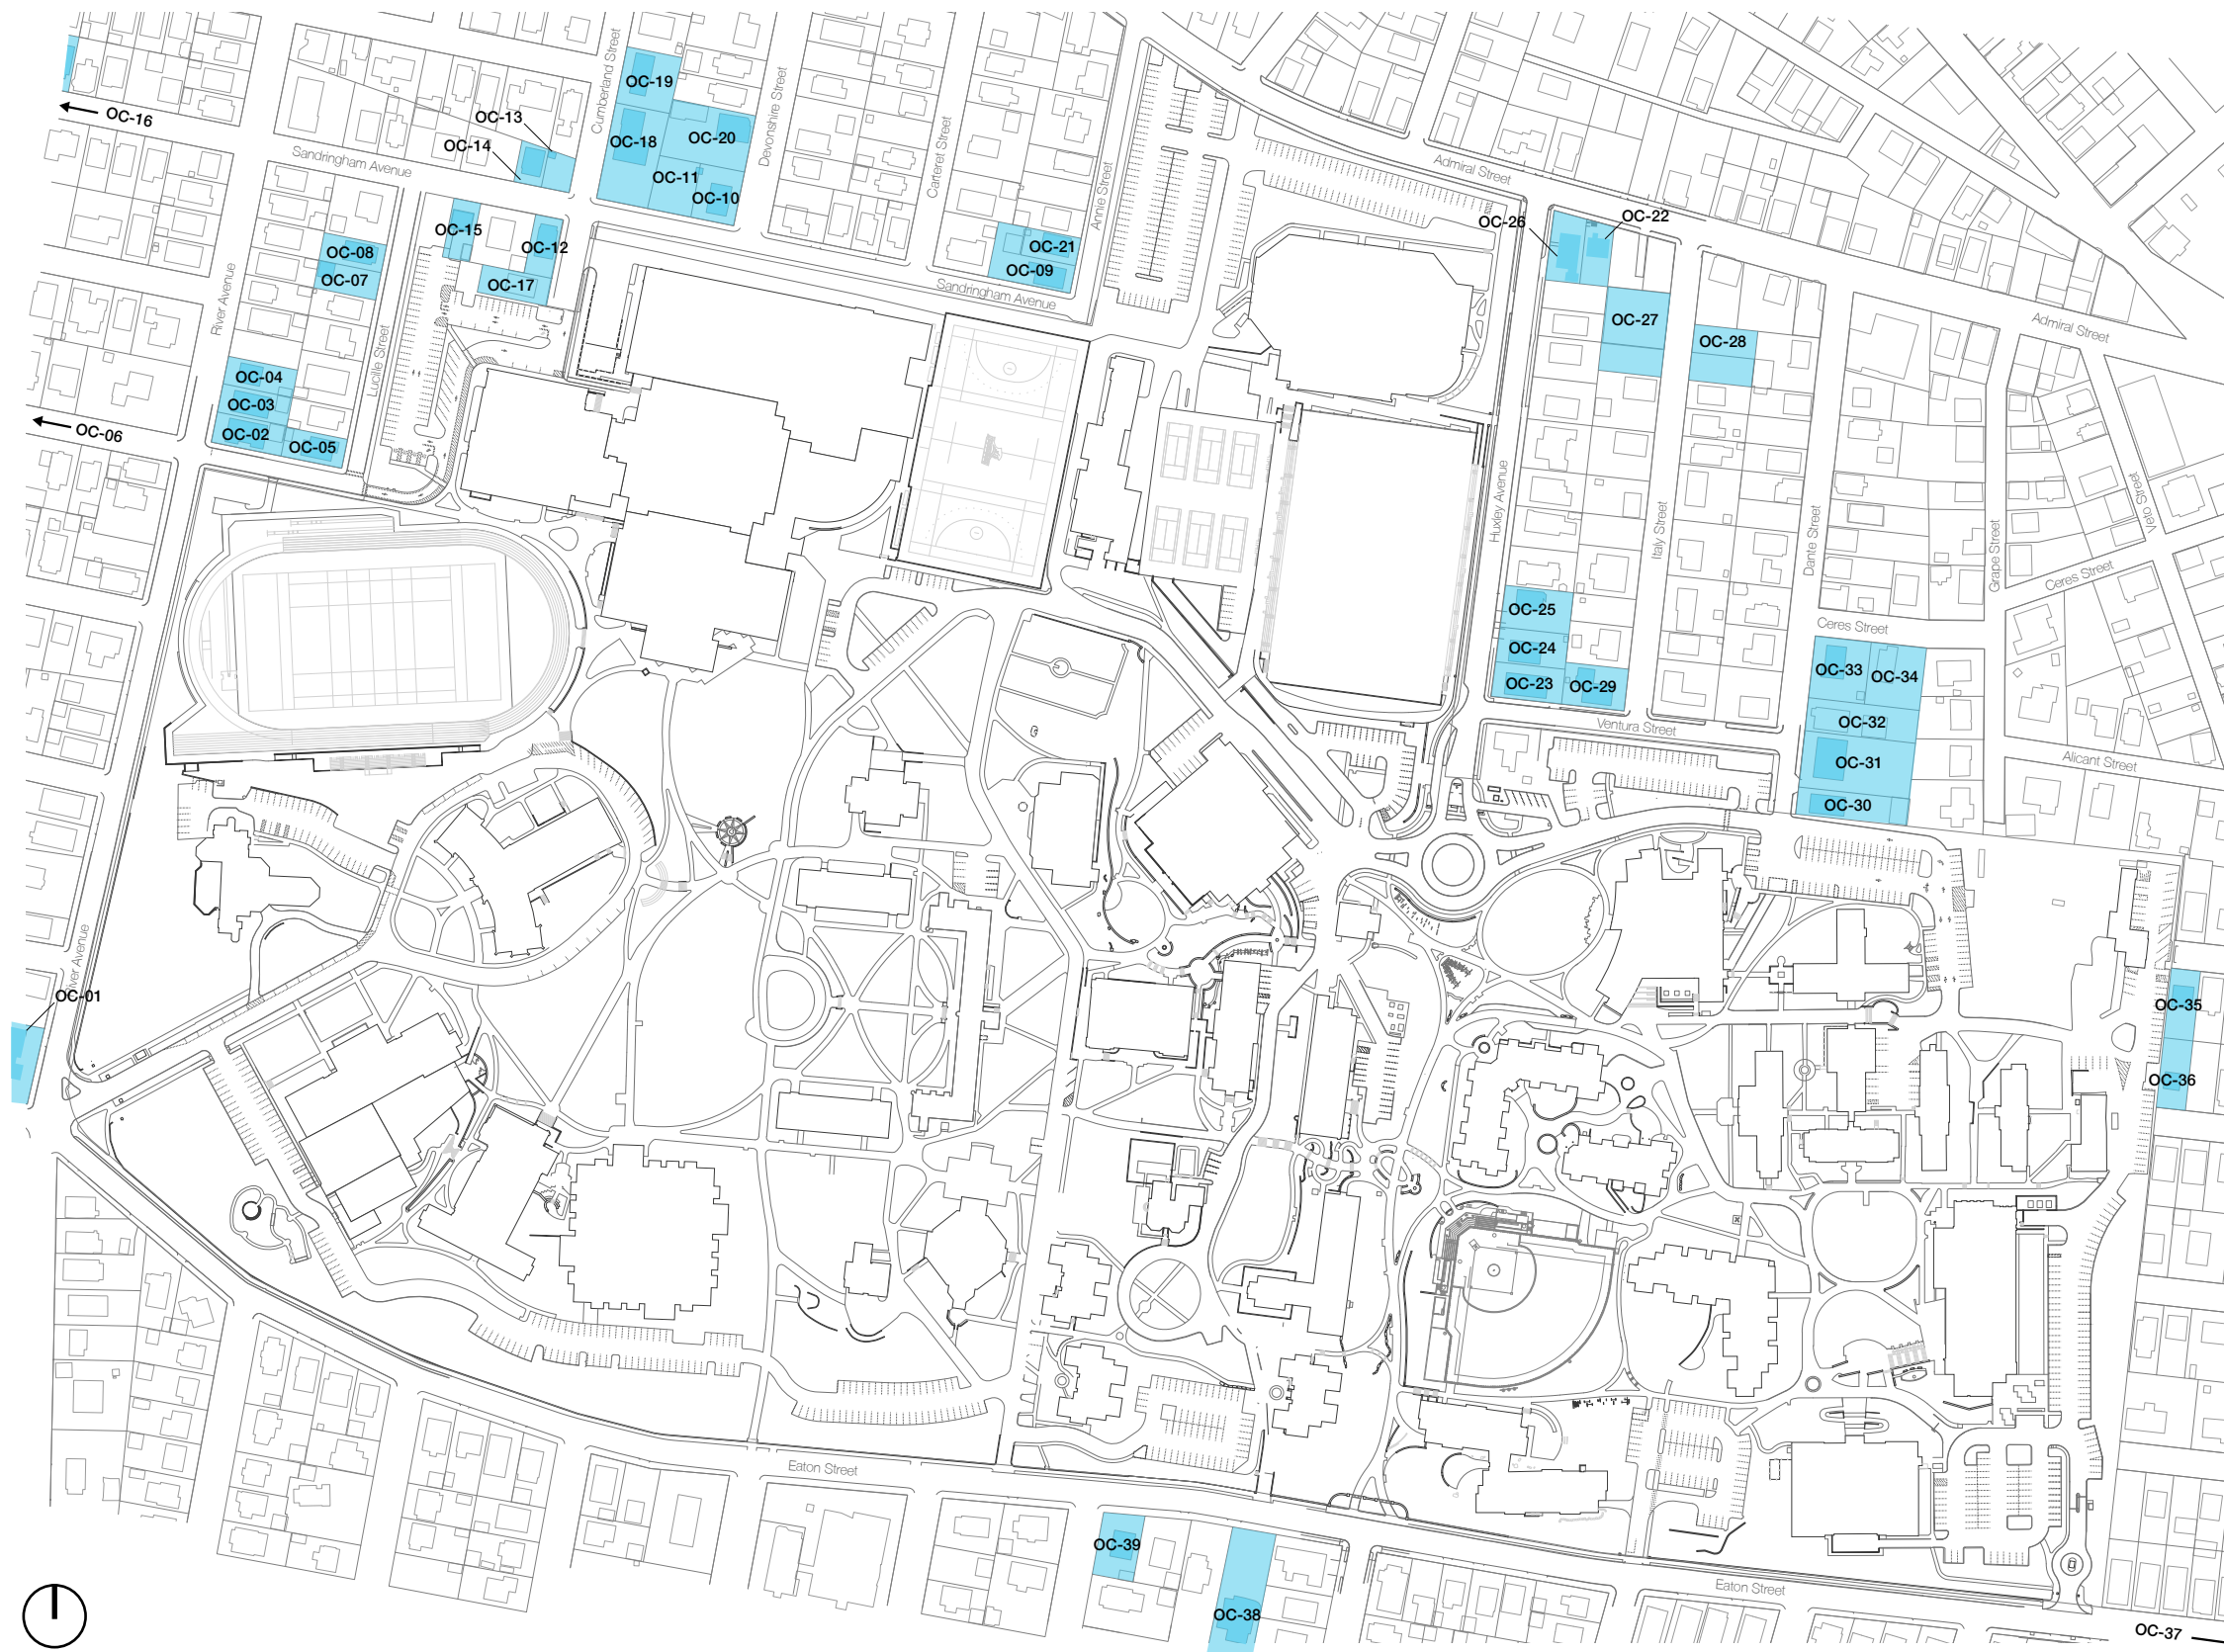 Cumberland Street
OC-19
OC-16
OC-13
OC-14
OC-18
OC-20
Devonshire Street
OC-11
OC-10
Carteret Street
Annie Street
Sandringham Avenue
Admiral Street
OC-15
OC-12
OC-17
OC-08
OC-07
OC-21
OC-09
Sandringham Avenue
OC-26
OC-22
OC-27
OC-28
Admiral Street
River Avenue
Lucille Street
OC-04
OC-03
OC-02
OC-05
OC-06
Huxley Avenue
Italy Street
Dante Street
Grape Street
Veto Street
Ceres Street
OC-25
OC-24
OC-23
OC-29
Ceres Street
OC-33
OC-34
OC-32
OC-31
OC-30
Ventura Street
Alicant Street
River Avenue
OC-01
OC-35
OC-36
Eaton Street
OC-39
OC-38
Eaton Street
OC-37